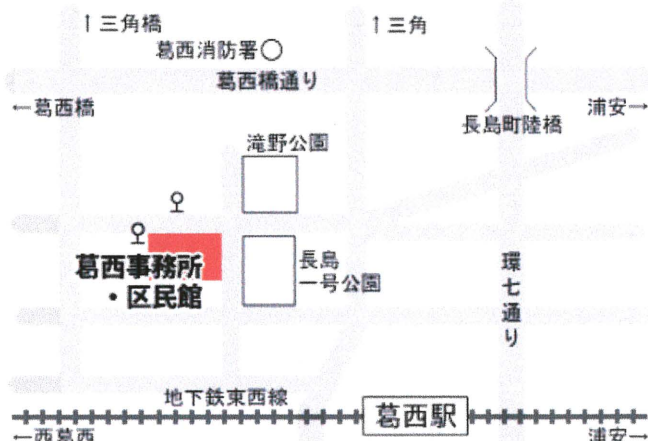 ↑三角橋
↑三角
葛西消防署
葛西橋通り
←葛西橋
浦安→
長島町陸橋
滝野公園
葛西事務所
・区民館
長島
一号公園
環七通り
地下鉄東西線
葛西駅
←西葛西
浦安→